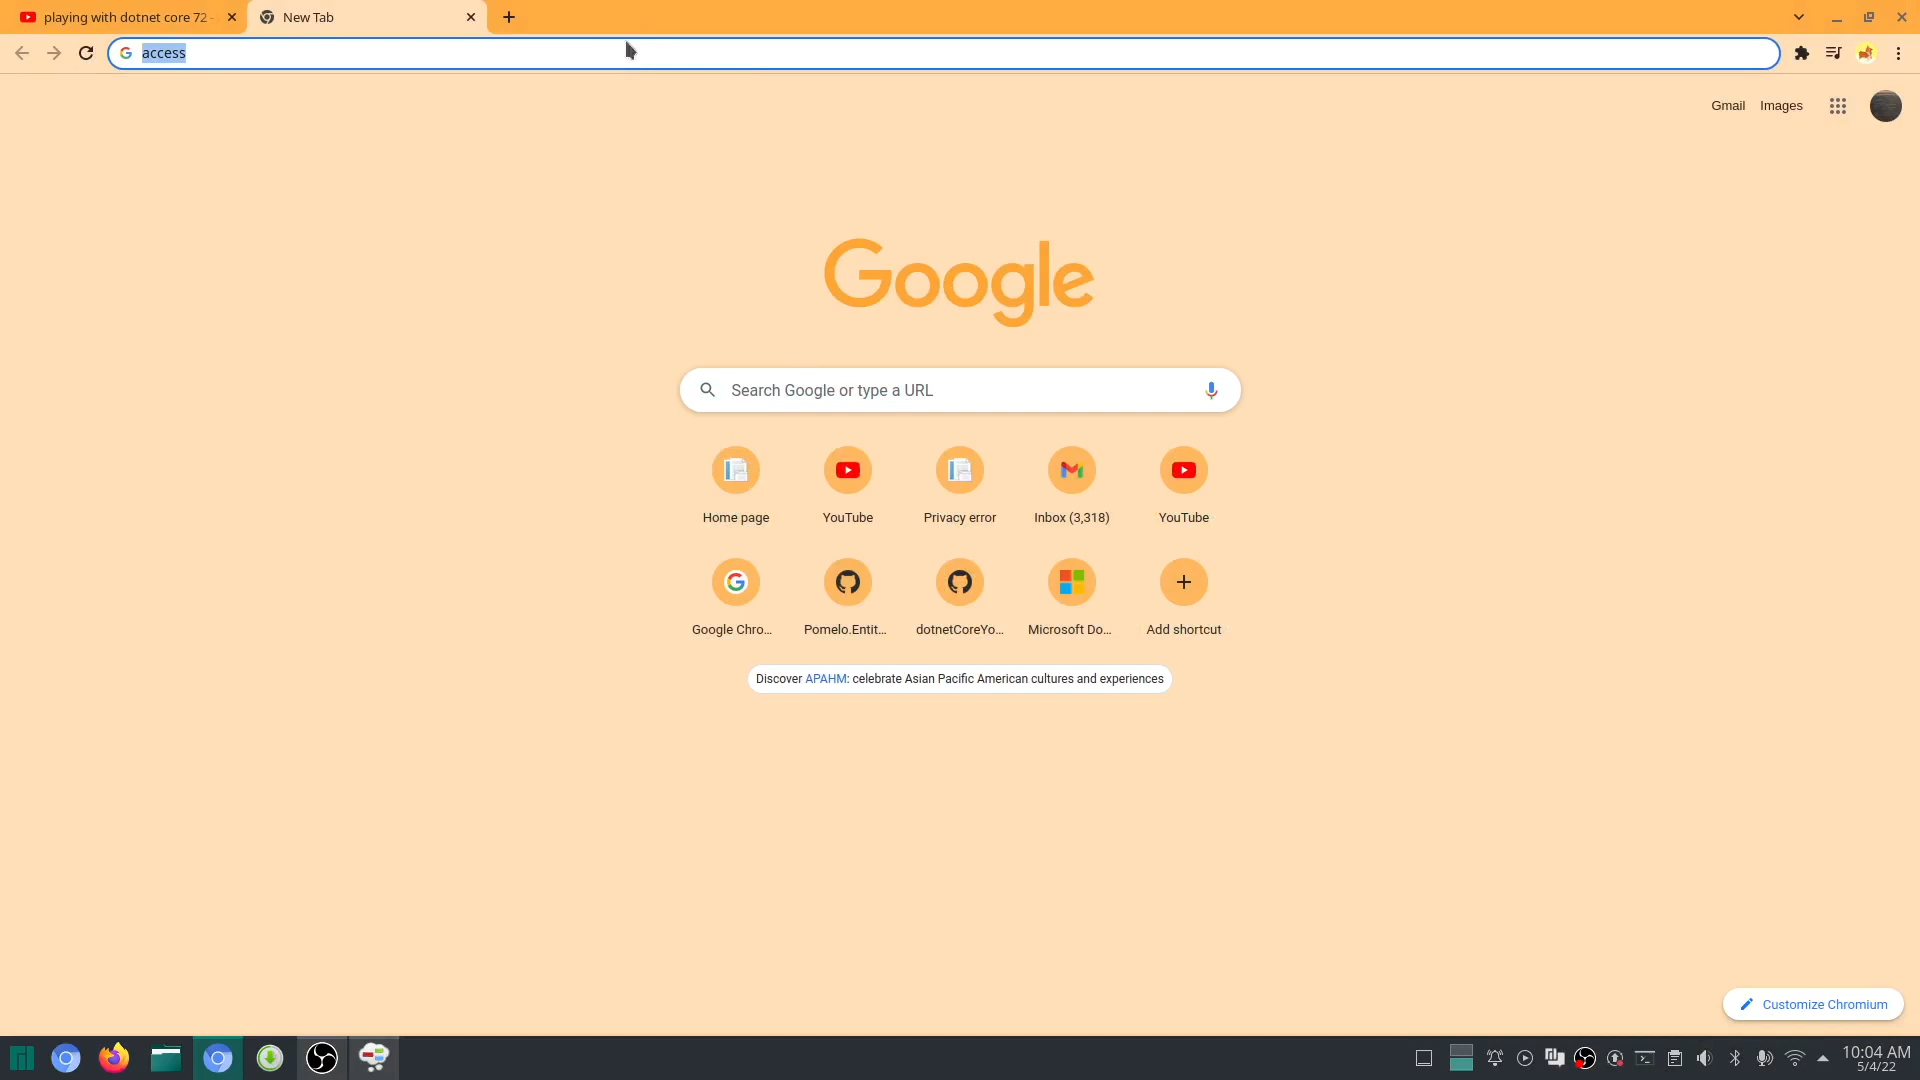 playing with dotnet core 72 -
New Tab
access
Gmail
Images
Google
Search Google or type a URL
Home page
YouTube
Privacy error
Inbox (3,318)
YouTube
Google Chro...
Pomelo.Entit...
dotnetCoreYo...
Microsoft Do...
Add shortcut
Discover APAHM: celebrate Asian Pacific American cultures and experiences
Customize Chromium
10:04 AM
5/4/22